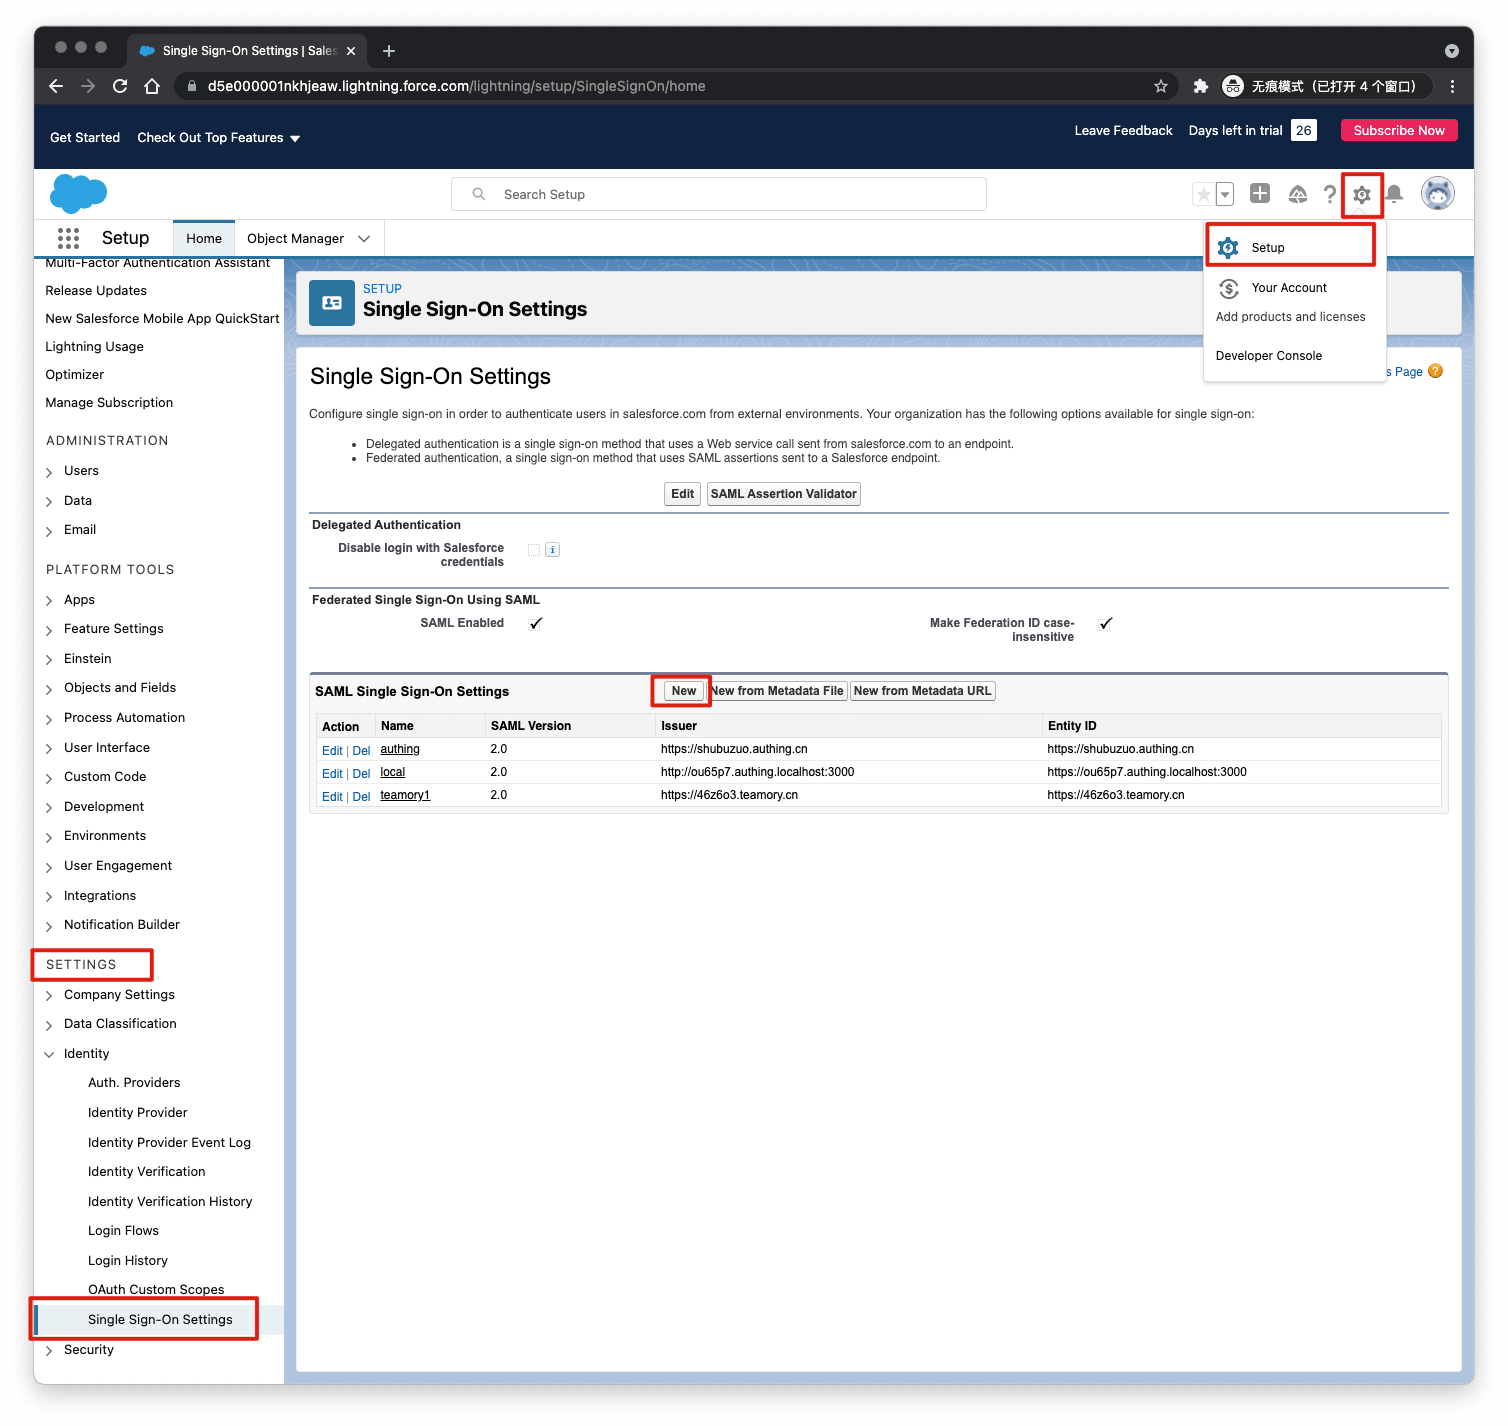 Single Sign-On Settings | Sales
d5e000001nkhjeaw.lightning.force.com/lightning/setup/SingleSignOn/home
无痕模式（已打开 4 个窗口）
Get Started
Check Out Top Features
Leave Feedback
Days left in trial 26
Subscribe Now
Search Setup
Setup
Home
Object Manager
Setup
Your Account
Add products and licenses
Developer Console
Multi-Factor Authentication Assistant
Release Updates
New Salesforce Mobile App QuickStart
Lightning Usage
Optimizer
Manage Subscription
ADMINISTRATION
Users
Data
Email
PLATFORM TOOLS
Apps
Feature Settings
Einstein
Objects and Fields
Process Automation
User Interface
Custom Code
Development
Environments
User Engagement
Integrations
Notification Builder
SETTINGS
Company Settings
Data Classification
Identity
Auth. Providers
Identity Provider
Identity Provider Event Log
Identity Verification
Identity Verification History
Login Flows
Login History
OAuth Custom Scopes
Single Sign-On Settings
Security
SETUP
Single Sign-On Settings
Single Sign-On Settings
s Page
Configure single sign-on in order to authenticate users in salesforce.com from external environments. Your organization has the following options available for single sign-on:
• Delegated authentication is a single sign-on method that uses a Web service call sent from salesforce.com to an endpoint.
• Federated authentication, a single sign-on method that uses SAML assertions sent to a Salesforce endpoint.
Edit
SAML Assertion Validator
Delegated Authentication
Disable login with Salesforce
credentials
i
Federated Single Sign-On Using SAML
SAML Enabled
Make Federation ID case-
insensitive
SAML Single Sign-On Settings
New
New from Metadata File
New from Metadata URL
Action Name SAML Version Issuer Entity ID
Edit | Del authing 2.0 https://shubuzuo.authing.cn https://shubuzuo.authing.cn
Edit | Del local 2.0 http://ou65p7.authing.localhost:3000 https://ou65p7.authing.localhost:3000
Edit | Del teamory1 2.0 https://46z6o3.teamory.cn https://46z6o3.teamory.cn